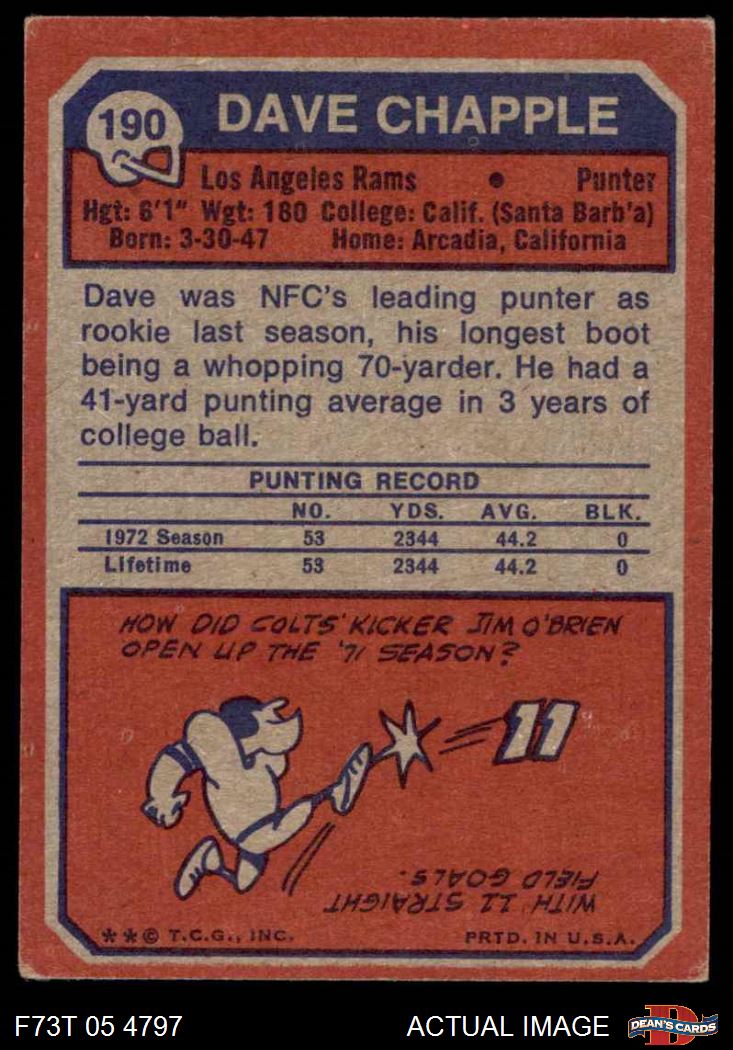 190
DAVE CHAPPLE
Los Angeles Rams • Punter
Hgt: 6'1" Wgt: 180 College: Calif. (Santa Barb'a)
Born: 3-30-47 Home: Arcadia, California
Dave was NFC's leading punter as
rookie last season, his longest boot
being a whopping 70-yarder. He had a
41-yard punting average in 3 years of
college ball.
PUNTING RECORD
NO. YDS. AVG. BLK.
1972 Season 53 2344 44.2 0
Lifetime 53 2344 44.2 0
HOW DID COLTS' KICKER JIM O'BRIEN
OPEN UP THE '71 SEASON?
11
WITH 11 STRAIGHT
FIELD GOALS.
**© T.C.G., INC. PRTD. IN U.S.A.
F73T 05 4797 ACTUAL IMAGE D DEAN'S CARDS